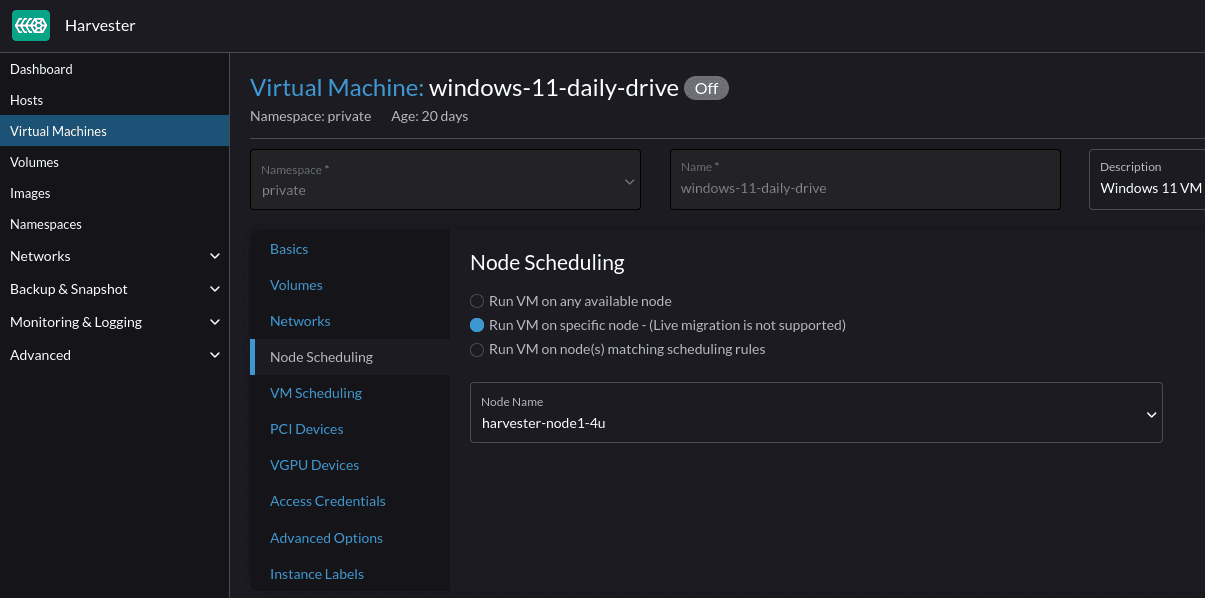 Harvester
Dashboard
Hosts
Virtual Machines
Volumes
Images
Namespaces
Networks
Backup & Snapshot
Monitoring & Logging
Advanced
Virtual Machine: windows-11-daily-drive Off
Namespace: private Age: 20 days
Namespace *
private
Name *
windows-11-daily-drive
Description
Windows 11 VM
Basics
Volumes
Networks
Node Scheduling
VM Scheduling
PCI Devices
VGPU Devices
Access Credentials
Advanced Options
Instance Labels
Node Scheduling
Run VM on any available node
Run VM on specific node - (Live migration is not supported)
Run VM on node(s) matching scheduling rules
Node Name
harvester-node1-4u